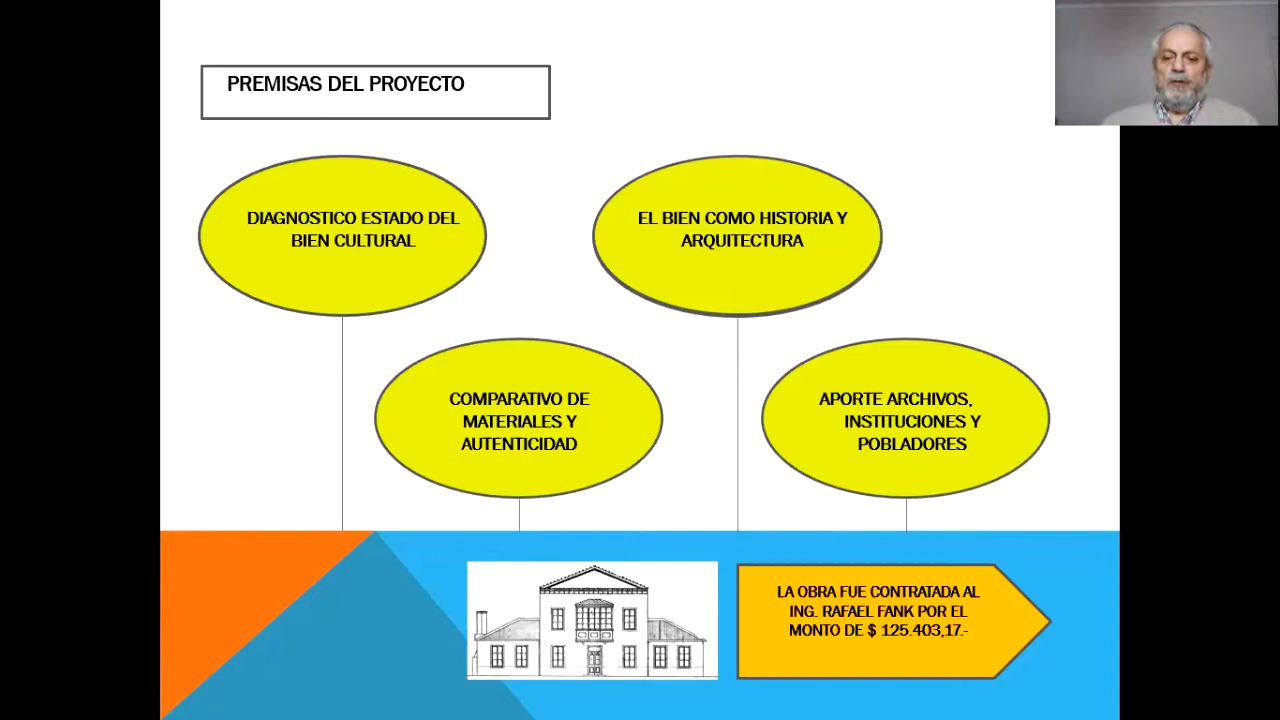 PREMISAS DEL PROYECTO
DIAGNOSTICO ESTADO DEL
BIEN CULTURAL
EL BIEN COMO HISTORIA Y
ARQUITECTURA
COMPARATIVO DE
MATERIALES Y
AUTENTICIDAD
APORTE ARCHIVOS,
INSTITUCIONES Y
POBLADORES
LA OBRA FUE CONTRATADA AL
ING. RAFAEL FANK POR EL
MONTO DE $ 125.403,17.-